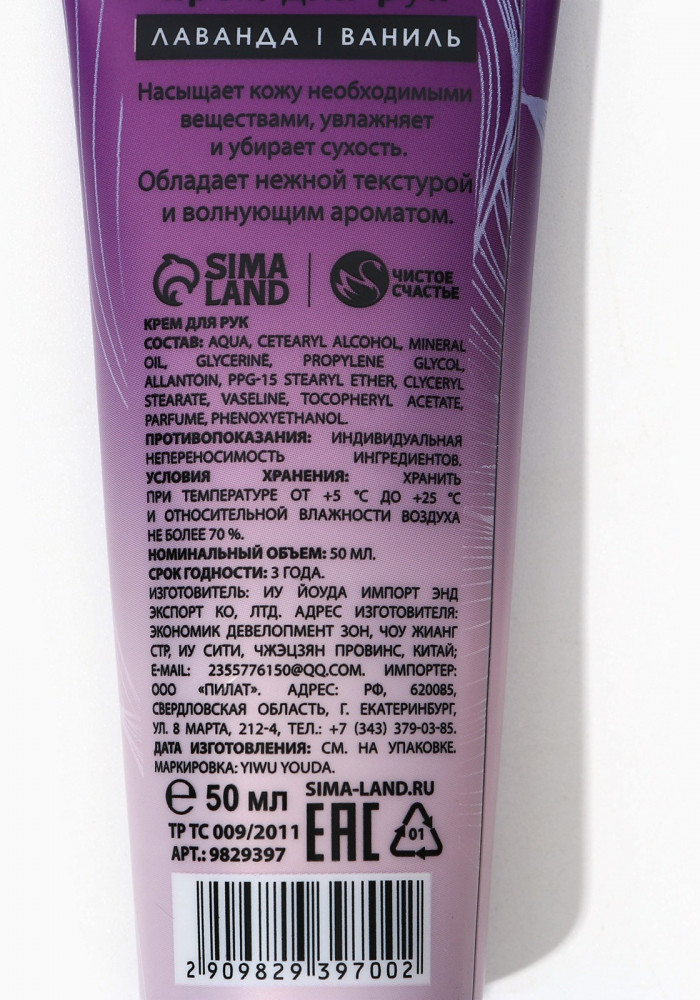 КРЕМ ДЛЯ РУК
ЛАВАНДА | ВАНИЛЬ
Насыщает кожу необходимыми
веществами, увлажняет
и убирает сухость.
Обладает нежной текстурой
и волнующим ароматом.
SIMA
LAND
ЧИСТОЕ
СЧАСТЬЕ
КРЕМ ДЛЯ РУК
СОСТАВ: AQUA, CETEARYL ALCOHOL, MINERAL
OIL, GLYCERINE, PROPYLENE GLYCOL,
ALLANTOIN, PPG-15 STEARYL ETHER, CLYCERYL
STEARATE, VASELINE, TOCOPHERYL ACETATE,
PARFUME, PHENOXYETHANOL.
ПРОТИВОПОКАЗАНИЯ: ИНДИВИДУАЛЬНАЯ
НЕПЕРЕНОСИМОСТЬ ИНГРЕДИЕНТОВ.
УСЛОВИЯ ХРАНЕНИЯ: ХРАНИТЬ
ПРИ ТЕМПЕРАТУРЕ ОТ +5 °C ДО +25 °C
И ОТНОСИТЕЛЬНОЙ ВЛАЖНОСТИ ВОЗДУХА
НЕ БОЛЕЕ 70 %.
НОМИНАЛЬНЫЙ ОБЪЕМ: 50 МЛ.
СРОК ГОДНОСТИ: 3 ГОДА.
ИЗГОТОВИТЕЛЬ: ИУ ЙОУДА ИМПОРТ ЭНД
ЭКСПОРТ КО, ЛТД. АДРЕС ИЗГОТОВИТЕЛЯ:
ЭКОНОМИК ДЕВЕЛОПМЕНТ ЗОН, ЧОУ ЖИАНГ
СТР, ИУ СИТИ, ЧЖЭЦЗЯН ПРОВИНС, КИТАЙ;
E-MAIL: 2355776150@QQ.COM. ИМПОРТЕР:
ООО «ПИЛАТ». АДРЕС: РФ, 620085,
СВЕРДЛОВСКАЯ ОБЛАСТЬ, Г. ЕКАТЕРИНБУРГ,
УЛ. 8 МАРТА, 212-4, ТЕЛ.: +7 (343) 379-03-85.
ДАТА ИЗГОТОВЛЕНИЯ: СМ. НА УПАКОВКЕ.
МАРКИРОВКА: YIWU YOUDA.
℮ 50 мл
SIMA-LAND.RU
ТР ТС 009/2011
АРТ.: 9829397
EAC
01
2 909829 397002